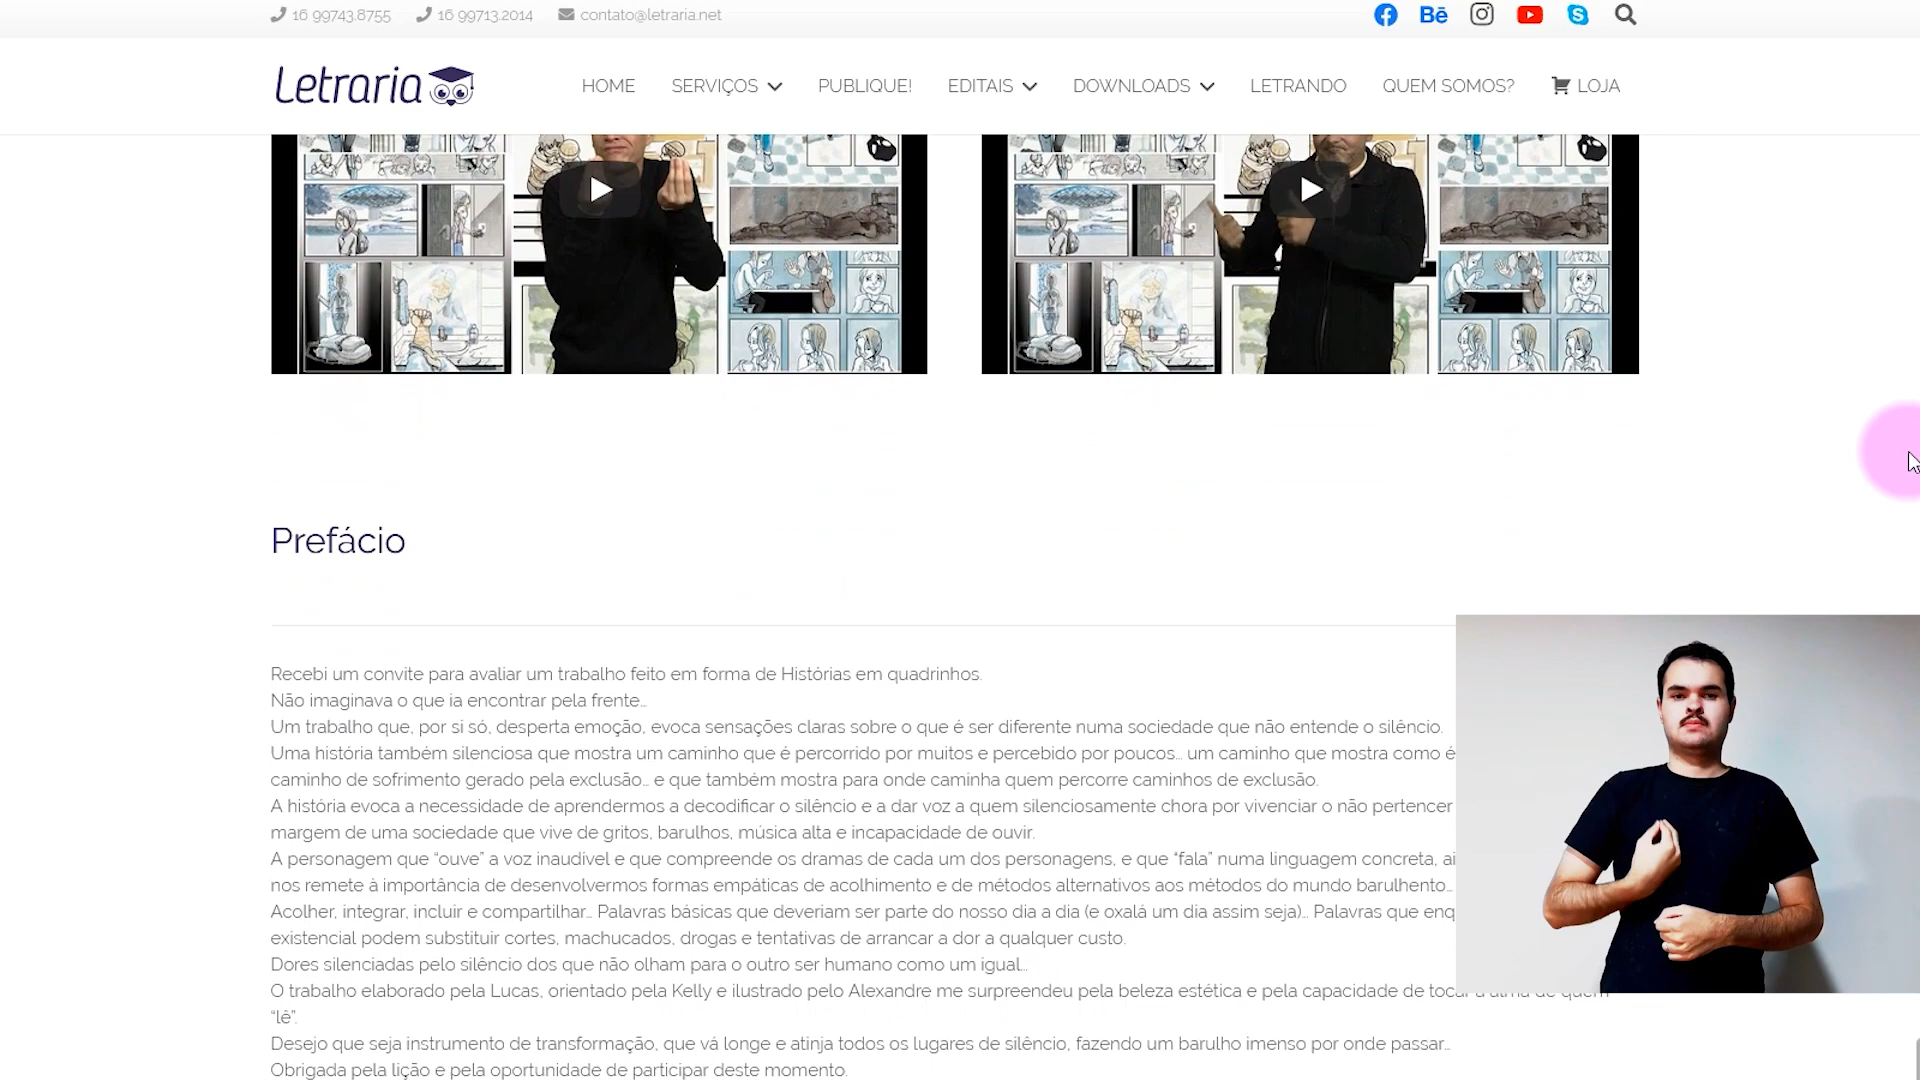 16 99743.8755 16 99713.2014 contato@letraria.net
Bē
Letraria HOME SERVIÇOS PUBLIQUE! EDITAIS DOWNLOADS LETRANDO QUEM SOMOS? LOJA
Prefácio
Recebi um convite para avaliar um trabalho feito em forma de Histórias em quadrinhos.
Não imaginava o que ia encontrar pela frente…
Um trabalho que, por si só, desperta emoção, evoca sensações claras sobre o que é ser diferente numa sociedade que não entende o silêncio.
Uma história também silenciosa que mostra um caminho que é percorrido por muitos e percebido por poucos… um caminho que mostra como é
caminho de sofrimento gerado pela exclusão… e que também mostra para onde caminha quem percorre caminhos de exclusão.
A história evoca a necessidade de aprendermos a decodificar o silêncio e a dar voz a quem silenciosamente chora por vivenciar o não pertencer
margem de uma sociedade que vive de gritos, barulhos, música alta e incapacidade de ouvir.
A personagem que “ouve” a voz inaudível e que compreende os dramas de cada um dos personagens, e que “fala” numa linguagem concreta, ai
nos remete à importância de desenvolvermos formas empáticas de acolhimento e de métodos alternativos aos métodos do mundo barulhento…
Acolher, integrar, incluir e compartilhar… Palavras básicas que deveriam ser parte do nosso dia a dia (e oxalá um dia assim seja)… Palavras que enq
existencial podem substituir cortes, machucados, drogas e tentativas de arrancar a dor a qualquer custo.
Dores silenciadas pelo silêncio dos que não olham para o outro ser humano como um igual…
O trabalho elaborado pela Lucas, orientado pela Kelly e ilustrado pelo Alexandre me surpreendeu pela beleza estética e pela capacidade de tocar a alma de quem
“lê”.
Desejo que seja instrumento de transformação, que vá longe e atinja todos os lugares de silêncio, fazendo um barulho imenso por onde passar…
Obrigada pela lição e pela oportunidade de participar deste momento.